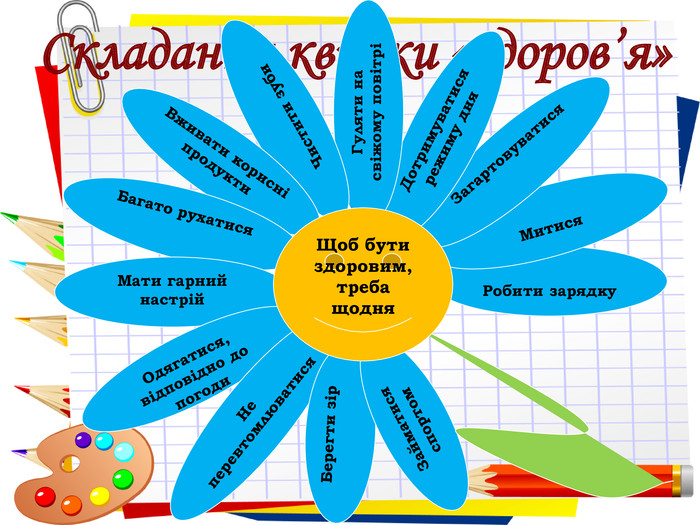 Складан кв ки « доров’я»
Гуляти на
свіжому повітрі
Дотримуватися
режиму дня
Загартовуватися
Митися
Робити зарядку
Займатися
спортом
Берегти зір
Не
перевтомлюватися
Одягатися,
відповідно до
погоди
Мати гарний
настрій
Багато рухатися
Вживати корисні
продукти
Чистити зуби
Щоб бути
здоровим,
треба
щодня